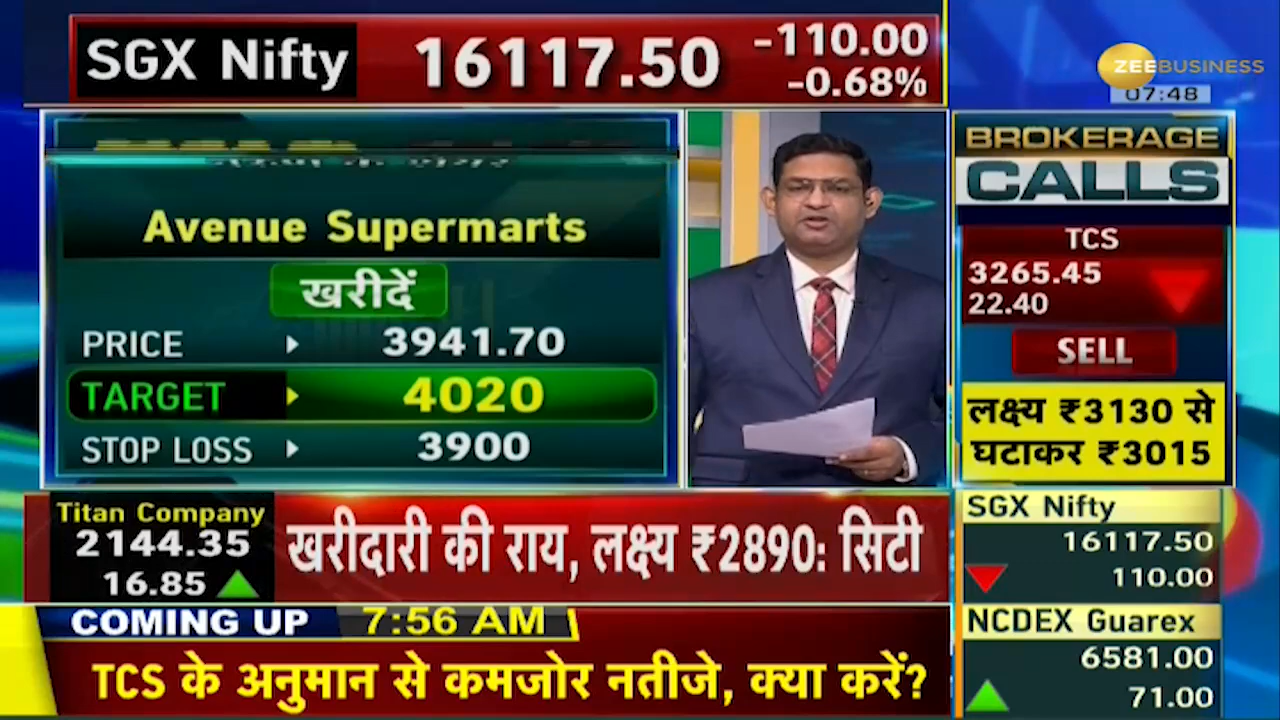 SGX Nifty 16117.50 -110.00
-0.68%
ZEEBUSINESS
07:48
Avenue Supermarts
खरीदें
PRICE 3941.70
TARGET 4020
STOP LOSS 3900
BROKERAGE
CALLS
TCS
3265.45
22.40
SELL
लक्ष्य ₹3130 से
घटाकर ₹3015
Titan Company
2144.35
16.85
खरीदारी की राय, लक्ष्य ₹2890: सिटी
SGX Nifty
16117.50
110.00
NCDEX Guarex
6581.00
71.00
COMING UP 7:56 AM
TCS के अनुमान से कमजोर नतीजे, क्या करें?